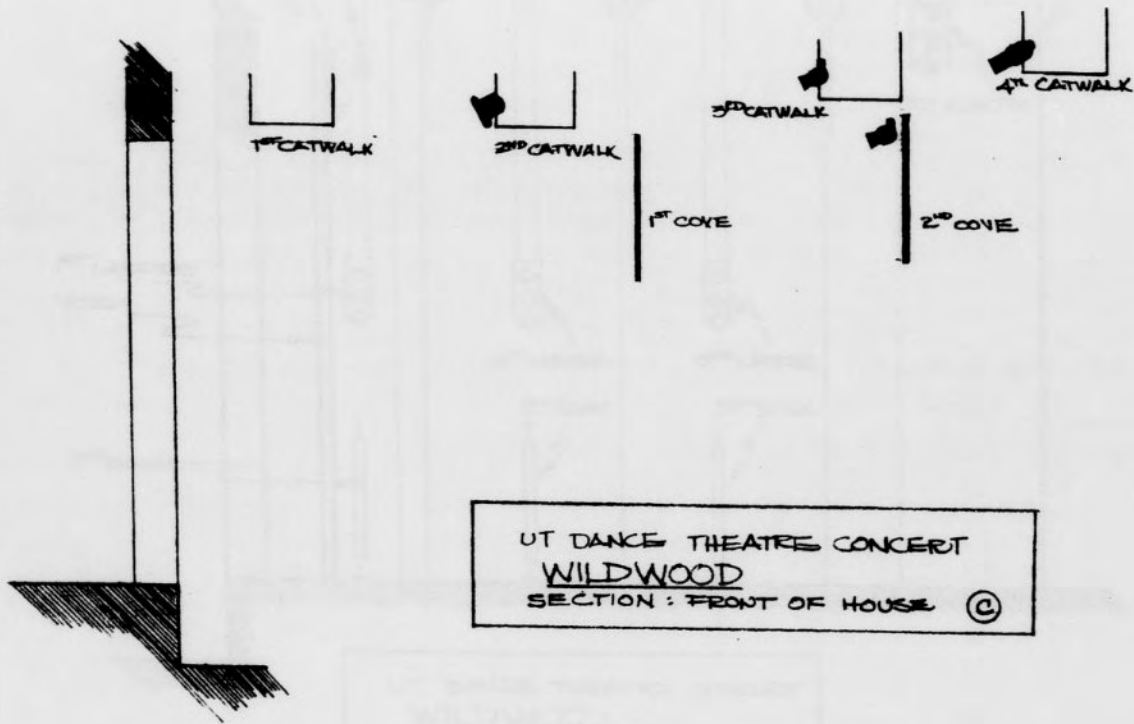 4TH CATWALK
3RD CATWALK
1ST CATWALK
2ND CATWALK
1ST COVE
2ND COVE
UT DANCE THEATRE CONCERT
WILDWOOD
SECTION: FRONT OF HOUSE Ⓒ